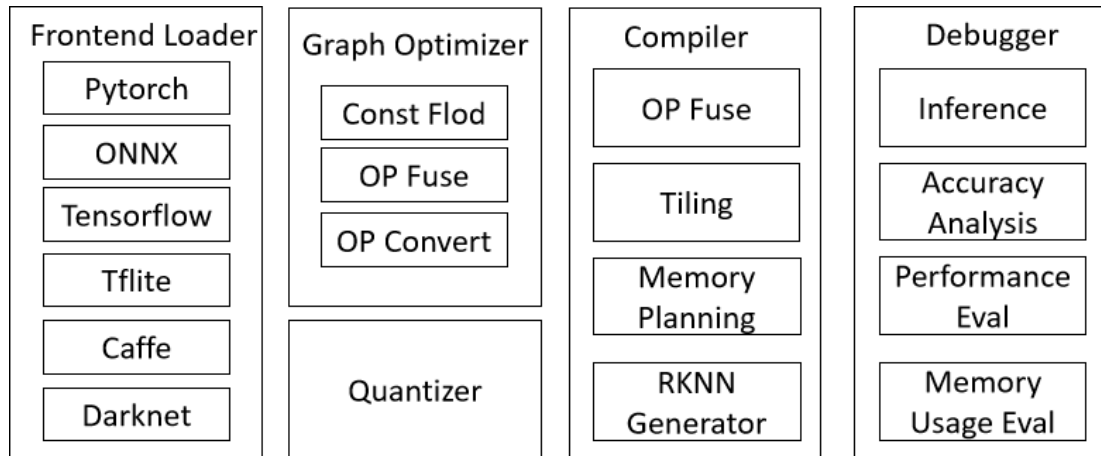 Frontend Loader
Pytorch
ONNX
Tensorflow
Tflite
Caffe
Darknet
Graph Optimizer
Const Flod
OP Fuse
OP Convert
Quantizer
Compiler
OP Fuse
Tiling
Memory
Planning
RKNN
Generator
Debugger
Inference
Accuracy
Analysis
Performance
Eval
Memory
Usage Eval